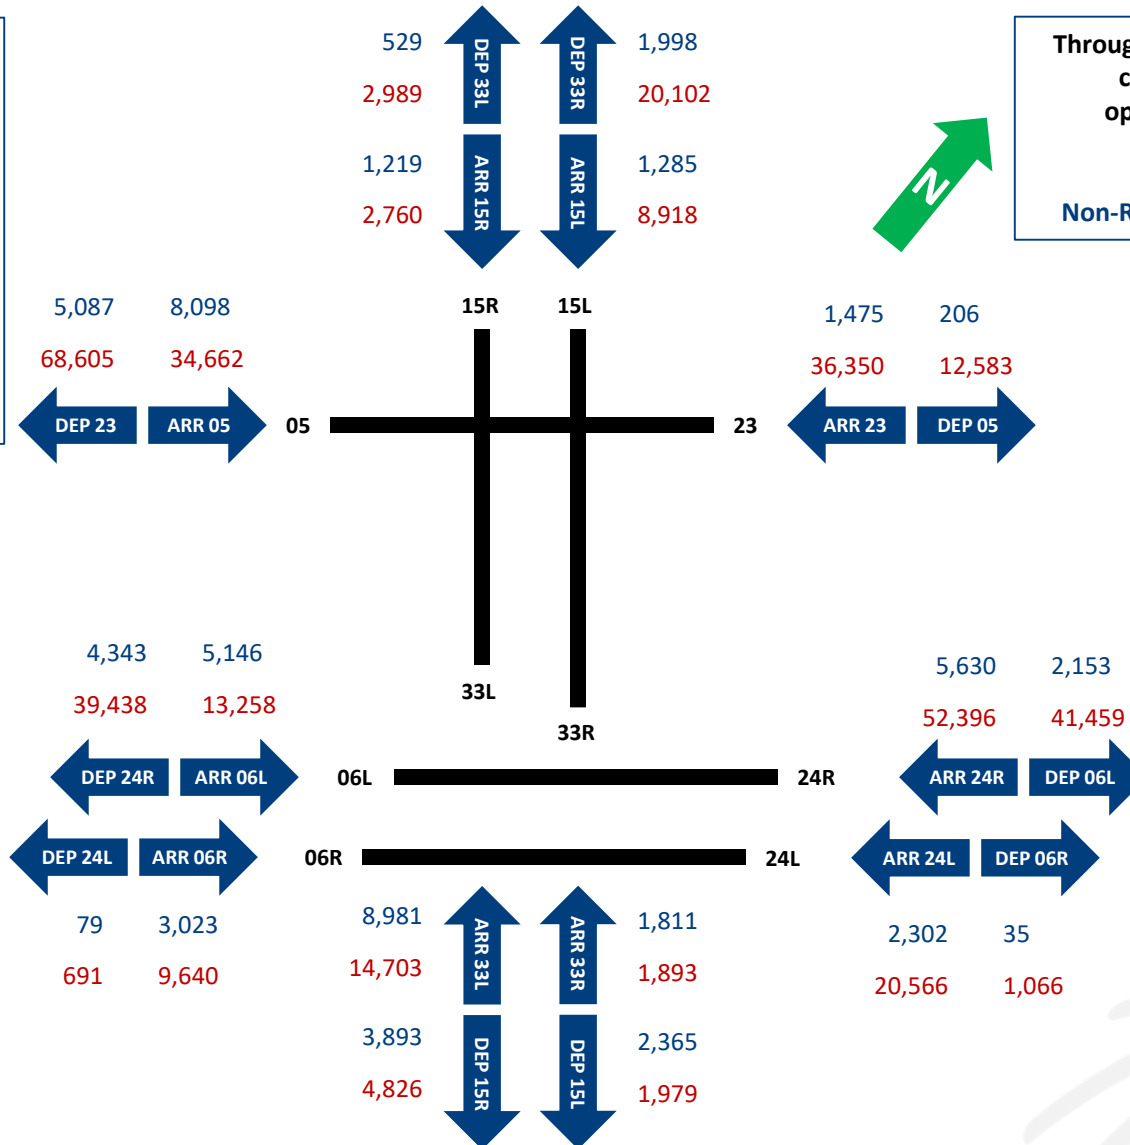 529
1,998
DEP 33L
DEP 33R
2,989
20,102
1,219
1,285
ARR 15R
ARR 15L
2,760
8,918
N
Non-R
15R
15L
5,087
8,098
68,605
34,662
DEP 23
ARR 05
05
23
1,475
206
36,350
12,583
ARR 23
DEP 05
33L
33R
4,343
5,146
39,438
13,258
DEP 24R
ARR 06L
06L
24R
5,630
2,153
52,396
41,459
ARR 24R
DEP 06L
DEP 24L
ARR 06R
06R
24L
ARR 24L
DEP 06R
79
3,023
691
9,640
8,981
1,811
ARR 33L
ARR 33R
14,703
1,893
3,893
2,365
DEP 15R
DEP 15L
4,826
1,979
2,302
35
20,566
1,066